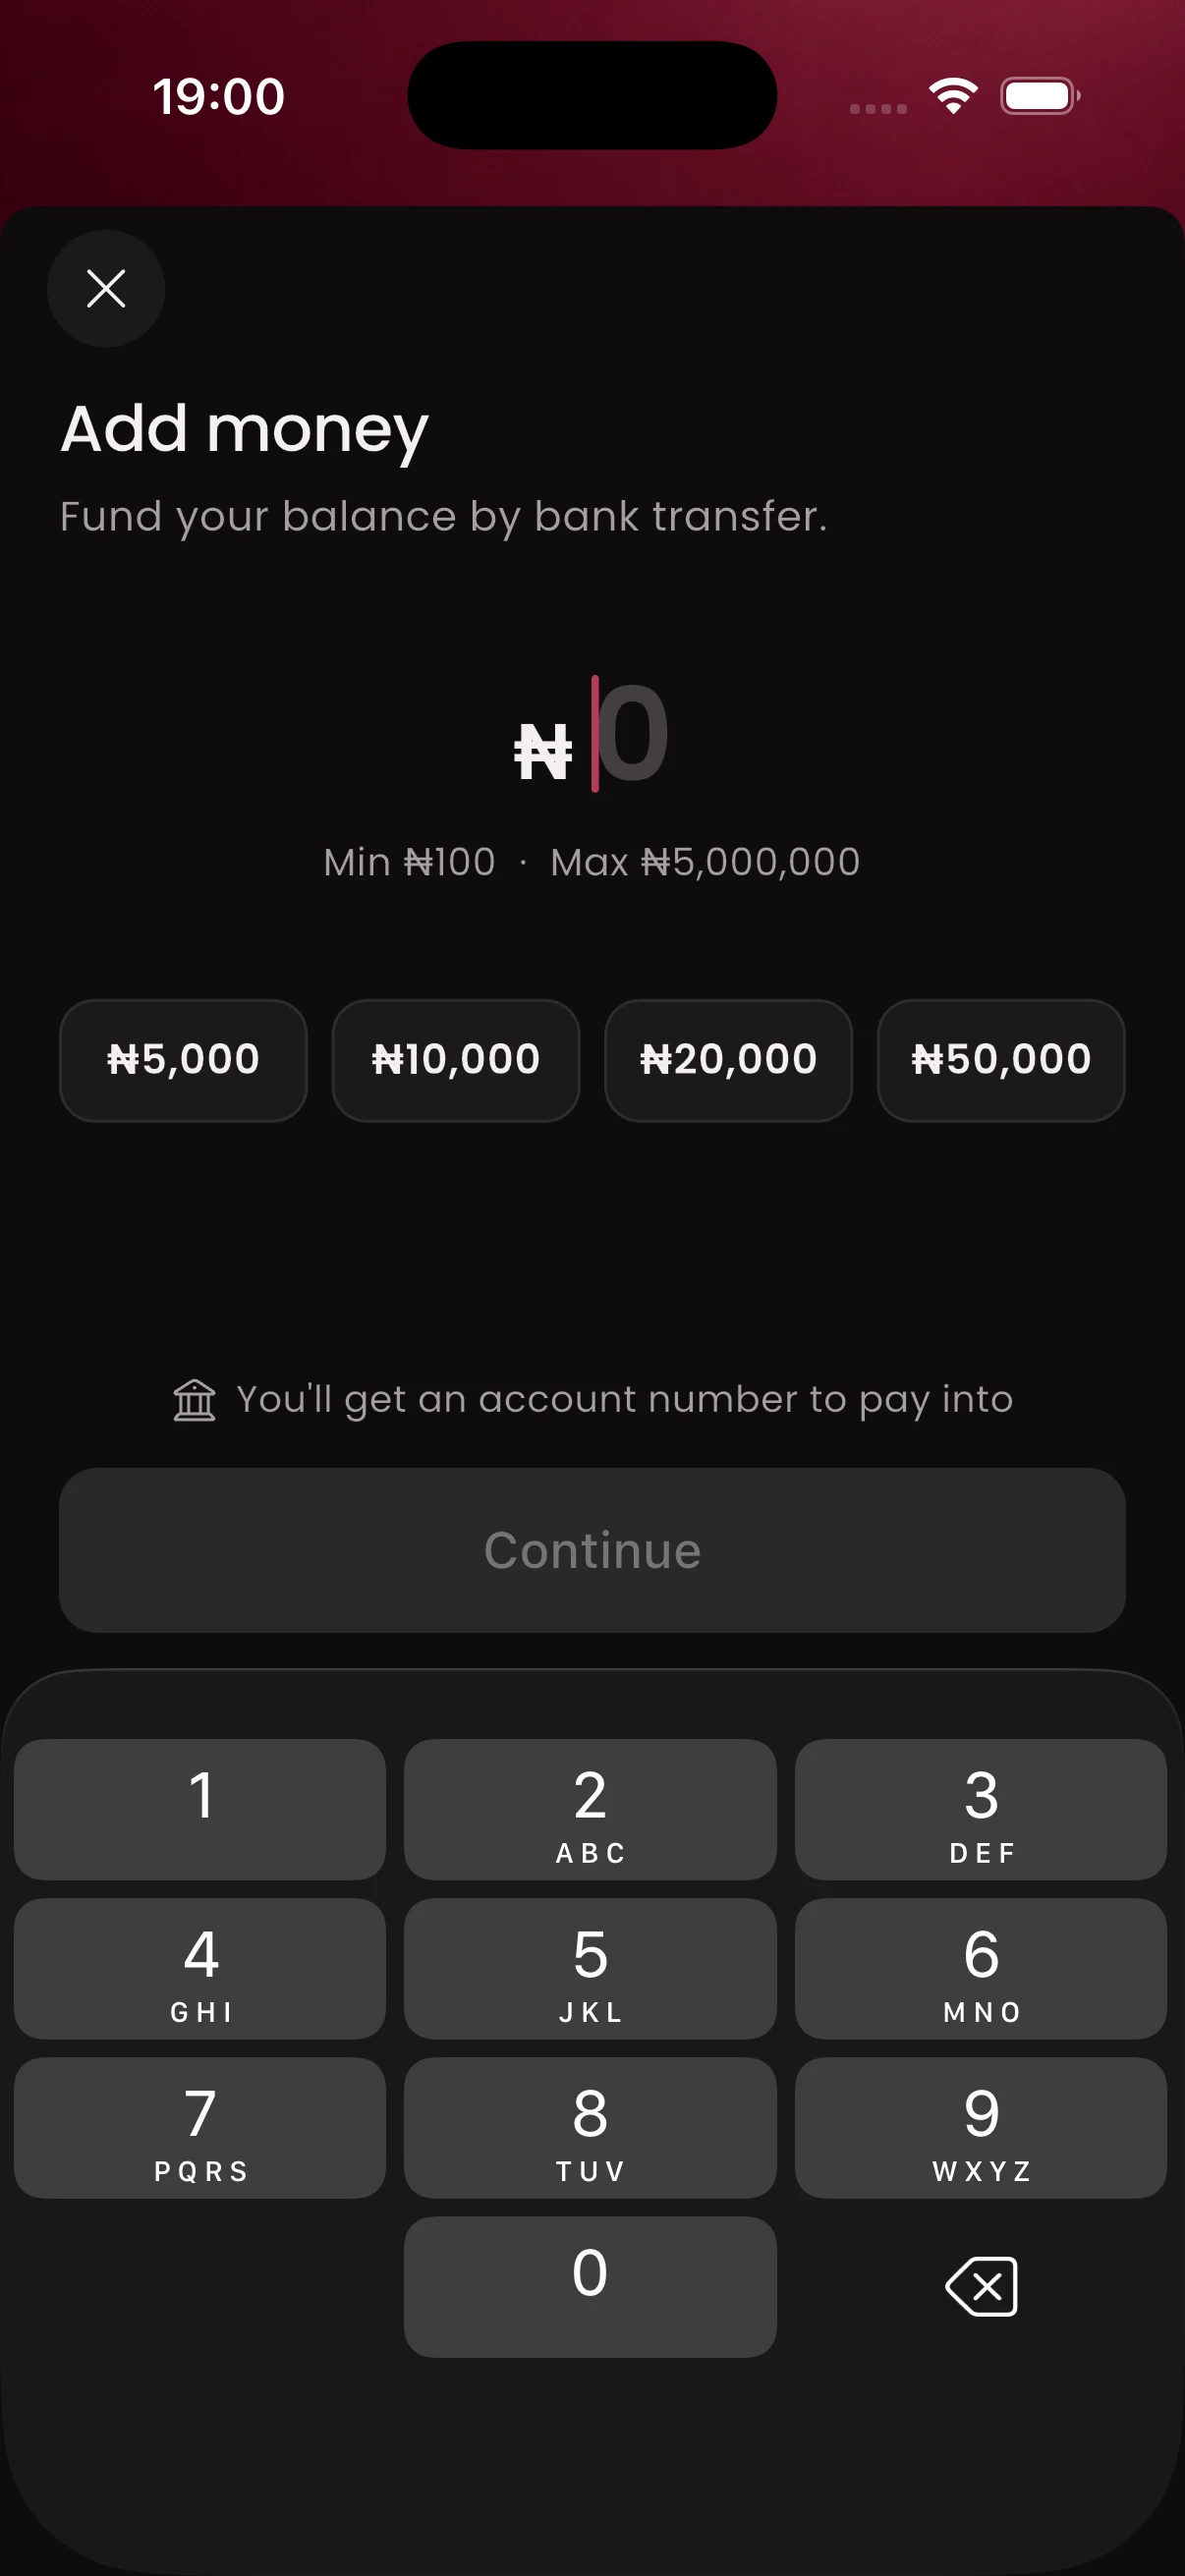 19:00
Add money
Fund your balance by bank transfer.
₦ 0
Min ₦100 · Max ₦5,000,000
₦5,000 ₦10,000 ₦20,000 ₦50,000
You'll get an account number to pay into
Continue
1 2 3
ABC DEF
4 5 6
GHI JKL MNO
7 8 9
PQRS TUV WXYZ
0